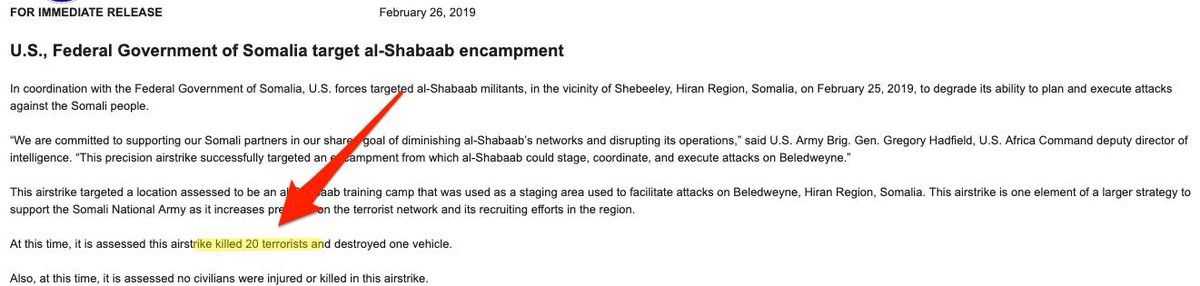 FOR IMMEDIATE RELEASE February 26, 2019
U.S., Federal Government of Somalia target al-Shabaab encampment
In coordination with the Federal Government of Somalia, U.S. forces targeted al-Shabaab militants, in the vicinity of Shebeeley, Hiran Region, Somalia, on February 25, 2019, to degrade its ability to plan and execute attacks
against the Somali people.
“We are committed to supporting our Somali partners in our shared goal of diminishing al-Shabaab’s networks and disrupting its operations,” said U.S. Army Brig. Gen. Gregory Hadfield, U.S. Africa Command deputy director of
intelligence. “This precision airstrike successfully targeted an encampment from which al-Shabaab could stage, coordinate, and execute attacks on Beledweyne.”
This airstrike targeted a location assessed to be an al-Shabaab training camp that was used as a staging area used to facilitate attacks on Beledweyne, Hiran Region, Somalia. This airstrike is one element of a larger strategy to
support the Somali National Army as it increases on the terrorist network and its recruiting efforts in the region.
At this time, it is assessed this airstrike killed 20 terrorists and destroyed one vehicle.
Also, at this time, it is assessed no civilians were injured or killed in this airstrike.